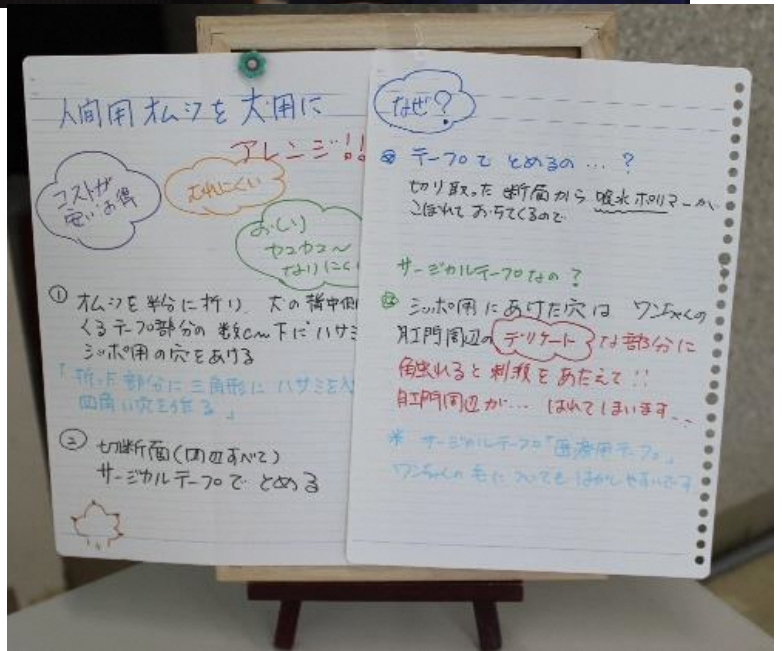 人間用オムツを犬用に
アレンジ!!
コストが
安い お得
むれにくい
おしり
カユカユ〜
なりにくい
① オムツを半分に折り、犬の背中側
くるテープ部分の数cm下にハサミ
シッポ用の穴をあける
「折った部分に三角形にハサミを入
四角い穴を作る」
② 切断面(四辺すべて)
サージカルテープでとめる
なぜ?
テープでとめるの…?
切り取った断面から吸水ポリマーが
こぼれておちてくるので
サージカルテープなの?
シッポ用にあけた穴は ワンちゃんの
肛門周辺のデリケートな部分に
触れると刺激をあたえて!!
肛門周辺が… はれてしまいます…
※ サージカルテープ「医療用テープ」
ワンちゃんの毛についてもはがしやすいです